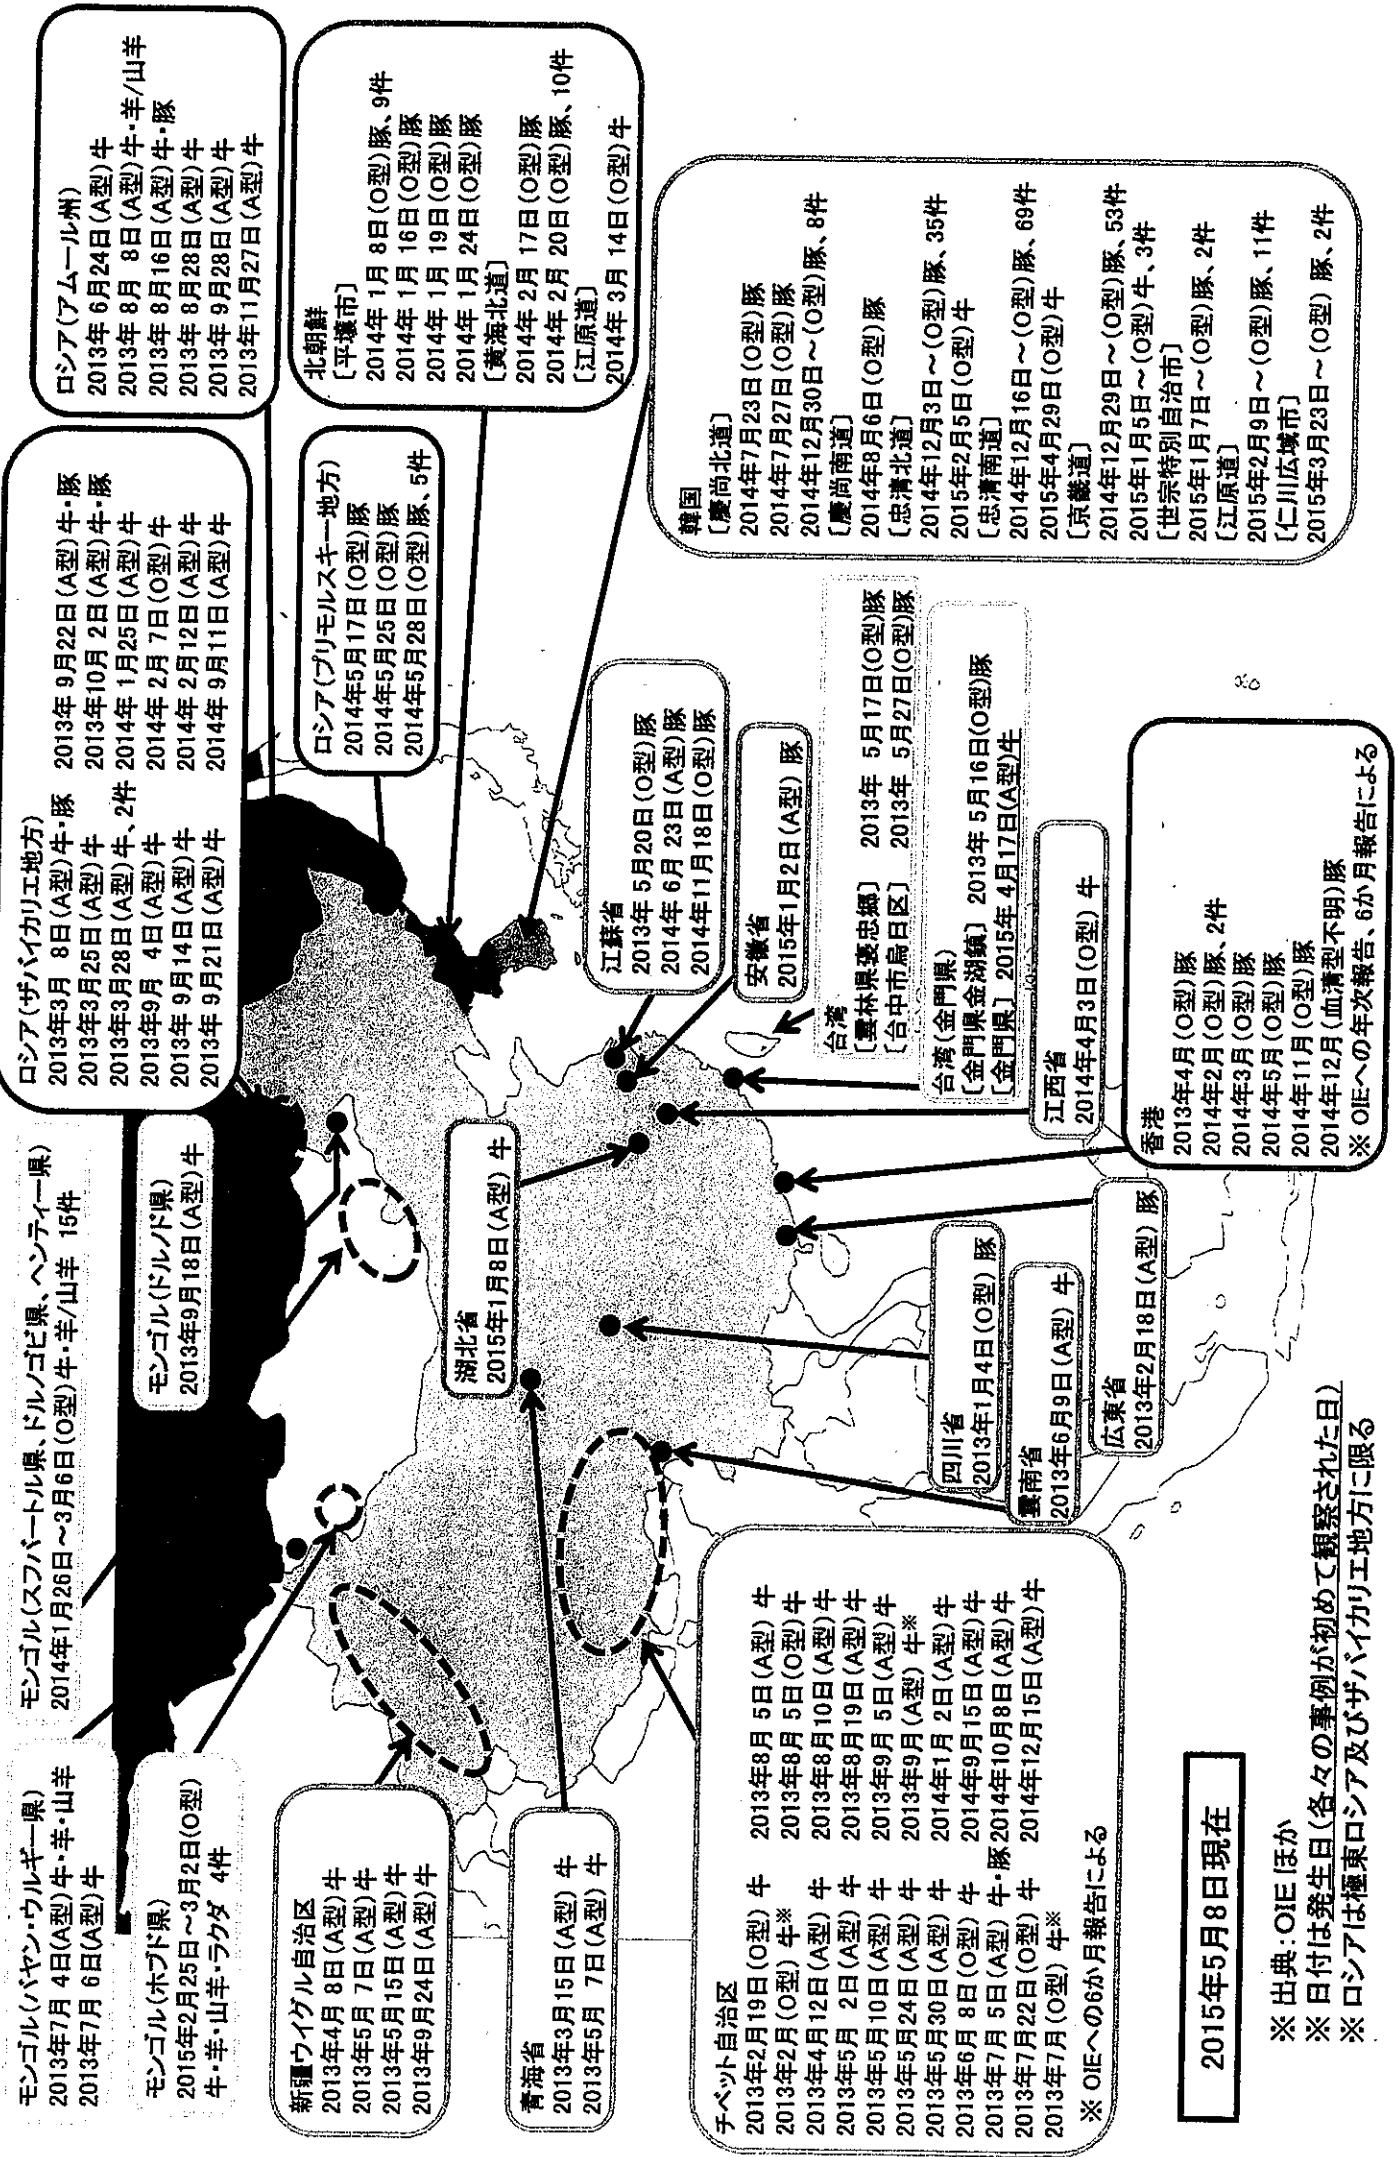 モンゴル(バヤン・ウルギー県)
2013年7月 4日(A型)牛・羊・山羊
2013年7月 6日(A型)牛
モンゴル(スフバートル県、ドルノゴビ県、ヘンティー県)
2014年1月26日～3月6日(O型)牛・羊/山羊 15件
モンゴル(ホブド県)
2015年2月25日～3月2日(O型)
牛・羊・山羊・ラクダ 4件
モンゴル(ドルノド県)
2013年9月18日(A型)牛
ロシア(ザバイカリエ地方)
2013年3月 8日(A型)牛・豚 2013年 9月22日(A型)牛・豚
2013年3月25日(A型)牛 2013年10月 2日(A型)牛・豚
2013年3月28日(A型)牛、2件 2014年 1月25日(A型)牛
2013年9月 4日(A型)牛 2014年 2月 7日(O型)牛
2013年 9月14日(A型)牛 2014年 2月12日(A型)牛
2013年 9月21日(A型)牛 2014年 9月11日(A型)牛
ロシア(アムール州)
2013年 6月24日(A型)牛
2013年 8月 8日(A型)牛・羊/山羊
2013年 8月16日(A型)牛・豚
2013年 8月28日(A型)牛
2013年 9月28日(A型)牛
2013年11月27日(A型)牛
ロシア(プリモルスキー地方)
2014年5月17日(O型)豚
2014年5月25日(O型)豚
2014年5月28日(O型)豚、5件
北朝鮮
[平壌市]
2014年 1月 8日(O型)豚、9件
2014年 1月 16日(O型)豚
2014年 1月 19日(O型)豚
2014年 1月 24日(O型)豚
[黄海北道]
2014年 2月 17日(O型)豚
2014年 2月 20日(O型)豚、10件
[江原道]
2014年 3月 14日(O型)牛
韓国
[慶尚北道]
2014年7月23日(O型)豚
2014年7月27日(O型)豚
2014年12月30日～(O型)豚、8件
[慶尚南道]
2014年8月6日(O型)豚
[忠清北道]
2014年12月3日～(O型)豚、35件
2015年2月5日(O型)牛
[忠清南道]
2014年12月16日～(O型)豚、69件
2015年4月29日(O型)牛
[京畿道]
2014年12月29日～(O型)豚、53件
2015年1月5日～(O型)牛、3件
[世宗特別自治市]
2015年1月7日～(O型)豚、2件
[江原道]
2015年2月9日～(O型)豚、11件
[仁川広域市]
2015年3月23日～(O型) 豚、2件
新疆ウイグル自治区
2013年4月 8日(A型)牛
2013年5月 7日(A型)牛
2013年5月15日(A型)牛
2013年9月24日(A型)牛
青海省
2013年3月15日(A型) 牛
2013年5月 7日(A型) 牛
湖北省
2015年1月8日(A型) 牛
江蘇省
2013年 5月20日(O型)豚
2014年 6月 23日(A型)豚
2014年11月18日(O型)豚
安徽省
2015年1月2日(A型) 豚
台湾
[雲林県褒忠郷] 2013年 5月17日(O型)豚
[台中市烏日区] 2013年 5月27日(O型)豚
台湾(金門県)
[金門県金湖鎮] 2013年 5月16日(O型)豚
[金門県] 2015年 4月17日(A型)牛
江西省
2014年4月3日(O型) 牛
香港
2013年4月(O型)豚
2014年2月(O型)豚、2件
2014年3月(O型)豚
2014年5月(O型)豚
2014年11月(O型)豚
2014年12月(血清型不明)豚
※ OIEへの年次報告、6か月報告による
四川省
2013年1月4日(O型) 豚
雲南省
2013年6月9日(A型) 牛
広東省
2013年2月18日(A型) 豚
チベット自治区
2013年2月19日(O型) 牛 2013年8月 5日(A型) 牛
2013年2月(O型) 牛※ 2013年8月 5日(O型)牛
2013年4月12日(A型) 牛 2013年8月10日(A型)牛
2013年5月 2日(A型) 牛 2013年8月19日(A型)牛
2013年5月10日(A型) 牛 2013年9月 5日(A型)牛
2013年5月24日(A型) 牛 2013年9月(A型) 牛※
2013年5月30日(A型) 牛 2014年1月 2日(A型)牛
2013年6月 8日(O型) 牛 2014年9月15日(A型)牛
2013年7月 5日(A型) 牛・豚 2014年10月8日(A型)牛
2013年7月22日(O型) 牛 2014年12月15日(A型)牛
2013年7月(O型) 牛※
※ OIEへの6か月報告による
2015年5月8日現在
※ 出典：OIE ほか
※ 日付は発生日(各々の事例が初めて観察された日)
※ ロシアは極東ロシア及びザバイカリエ地方に限る